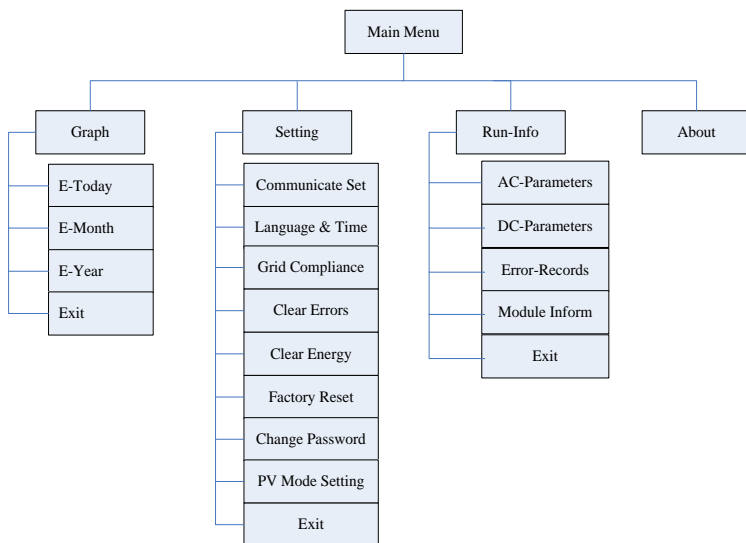 Main Menu
Graph
E-Today
E-Month
E-Year
Exit
Setting
Communicate Set
Language & Time
Grid Compliance
Clear Errors
Clear Energy
Factory Reset
Change Password
PV Mode Setting
Exit
Run-Info
AC-Parameters
DC-Parameters
Error-Records
Module Inform
Exit
About